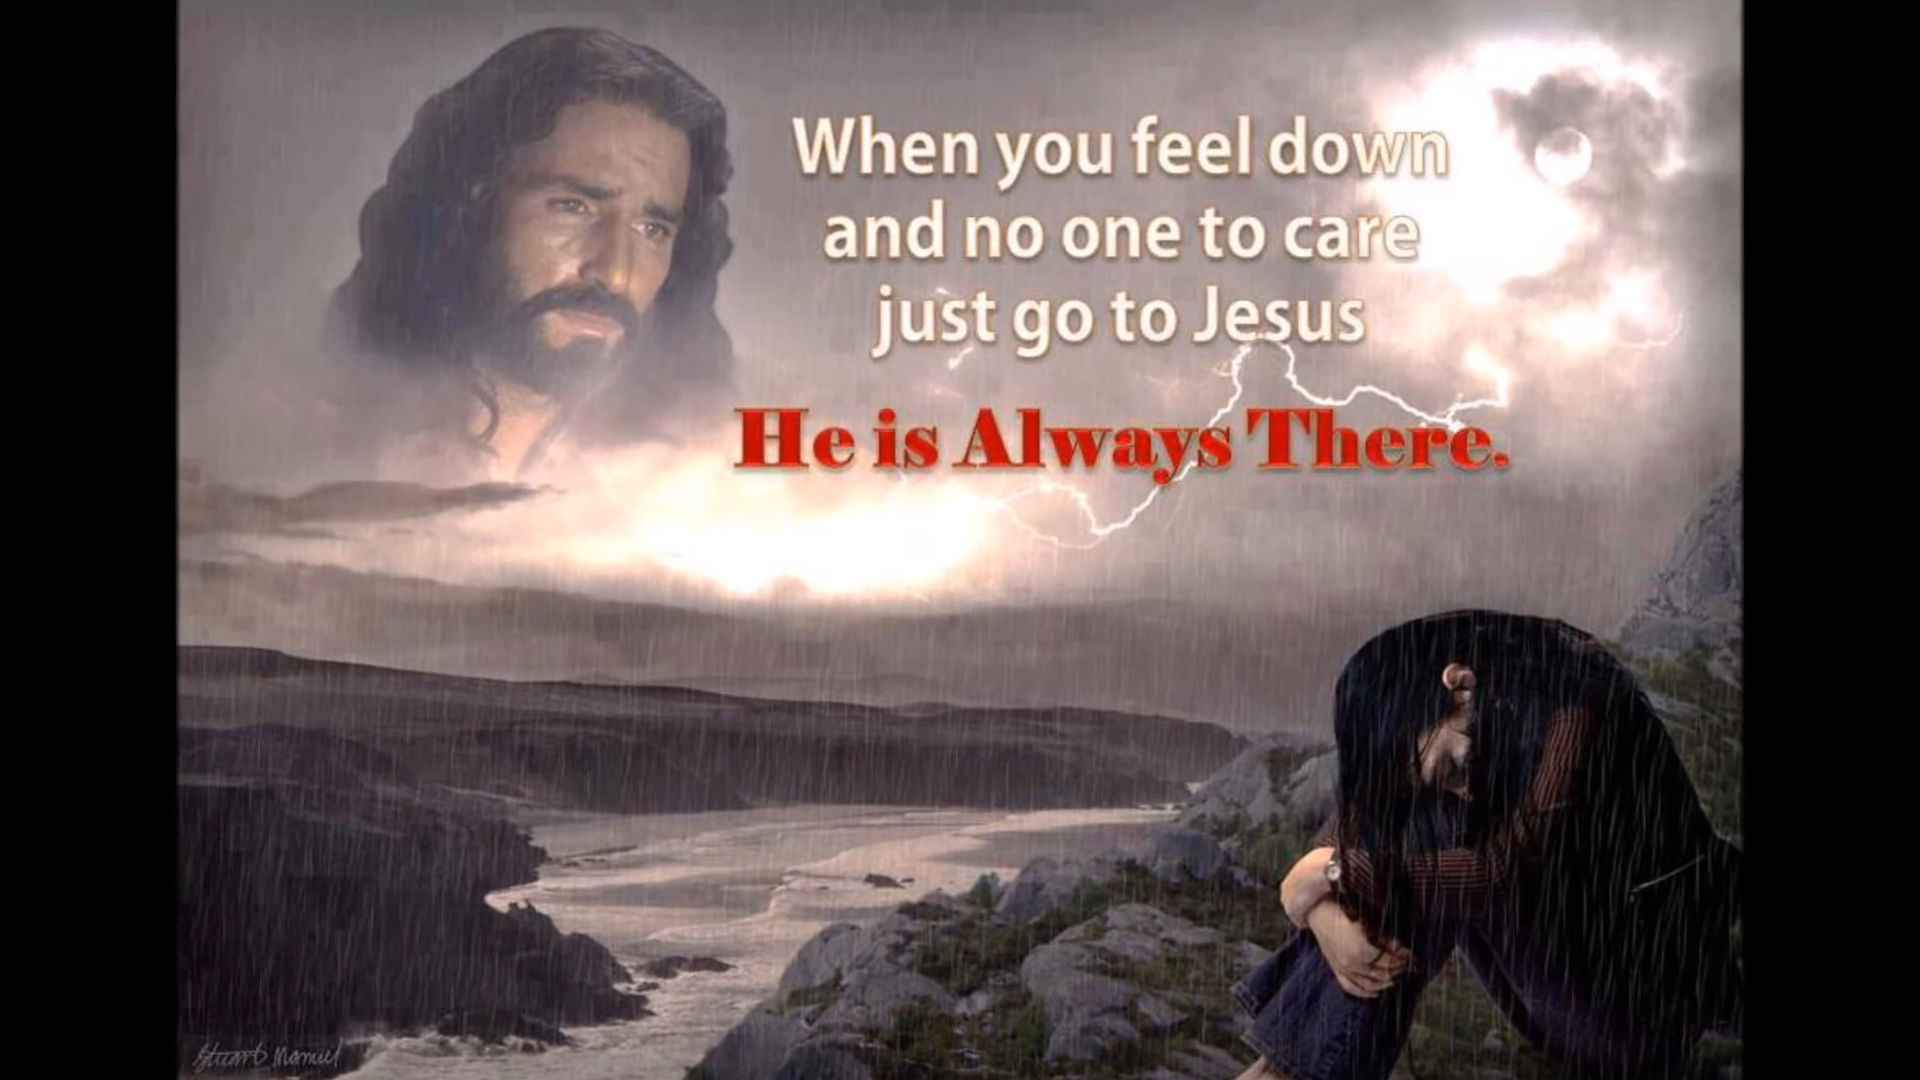 When you feel down
and no one to care
just go to Jesus
He is Always There.